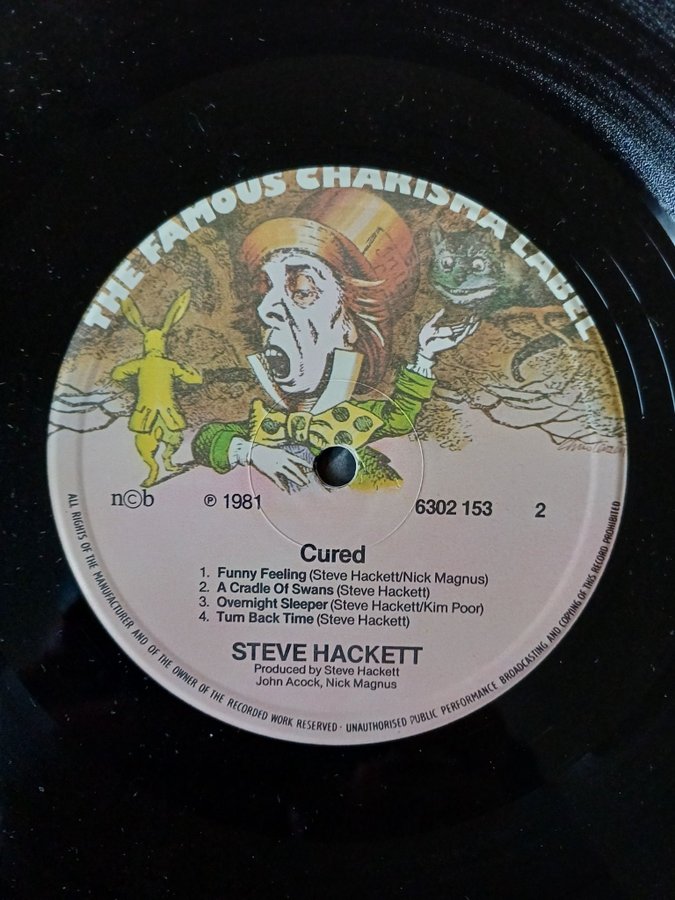 THE FAMOUS CHARISMA LABEL
n©b
℗ 1981
6302 153
2
Cured
1. Funny Feeling (Steve Hackett/Nick Magnus)
2. A Cradle Of Swans (Steve Hackett)
3. Overnight Sleeper (Steve Hackett/Kim Poor)
4. Turn Back Time (Steve Hackett)
STEVE HACKETT
Produced by Steve Hackett
John Acock, Nick Magnus
ALL RIGHTS OF THE MANUFACTURER AND OF THE OWNER OF THE RECORDED WORK RESERVED · UNAUTHORISED PUBLIC PERFORMANCE BROADCASTING AND COPYING OF THIS RECORD PROHIBITED